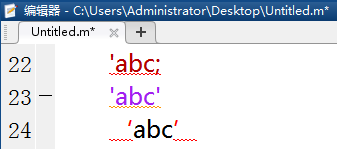 编辑器 - C:\Users\Administrator\Desktop\Untitled.m*
Untitled.m* × +
22 'abc;
23 'abc'
24 ‘abc’